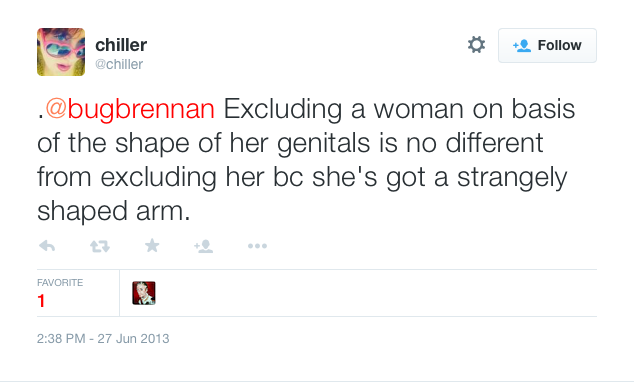 chiller
@chiller
Follow
.@bugbrennan Excluding a woman on basis
of the shape of her genitals is no different
from excluding her bc she's got a strangely
shaped arm.
FAVORITE
1
2:38 PM - 27 Jun 2013